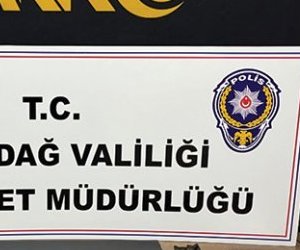 T.C.
POLİS
DAĞ VALİLİĞİ
ET MÜDÜRLÜĞÜ